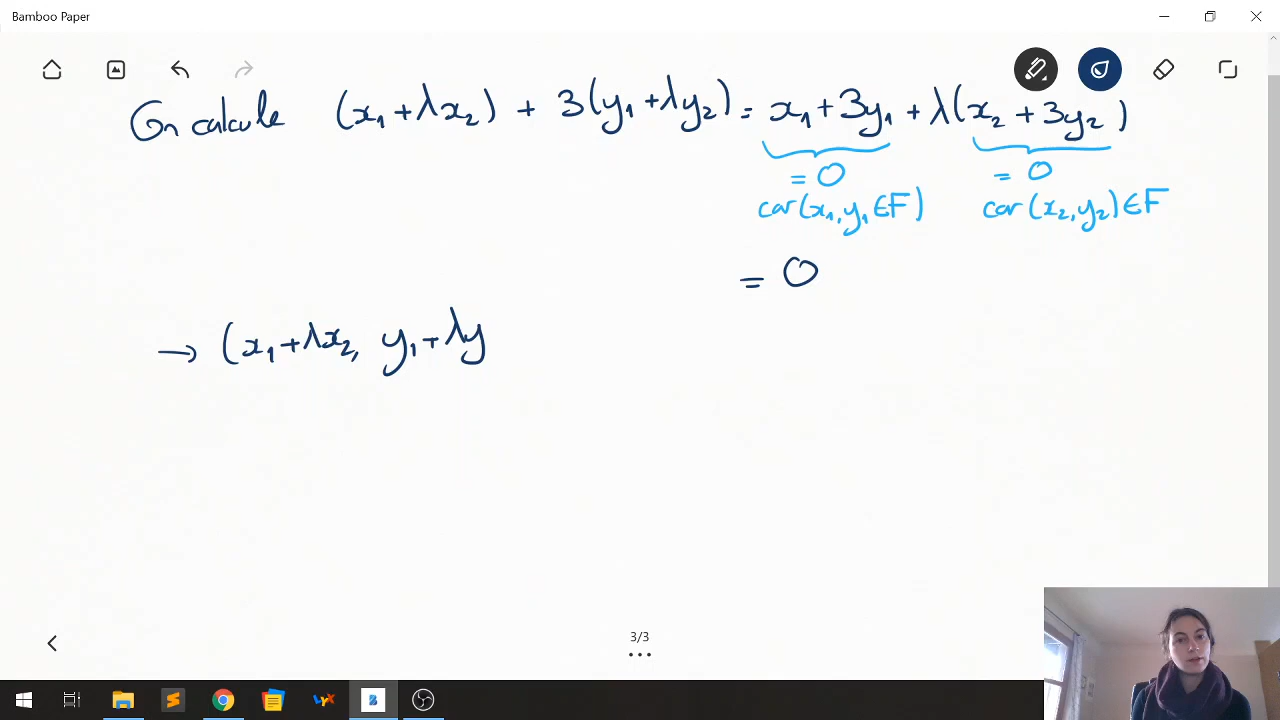 Bamboo Paper
On calcule (x₁+λx₂) + 3(y₁+λy₂) = x₁+3y₁ + λ(x₂+3y₂)
= 0 = 0
car (x₁, y₁ ∈ F) car (x₂, y₂) ∈ F
= 0
→ (x₁+λx₂, y₁+λy
3/3